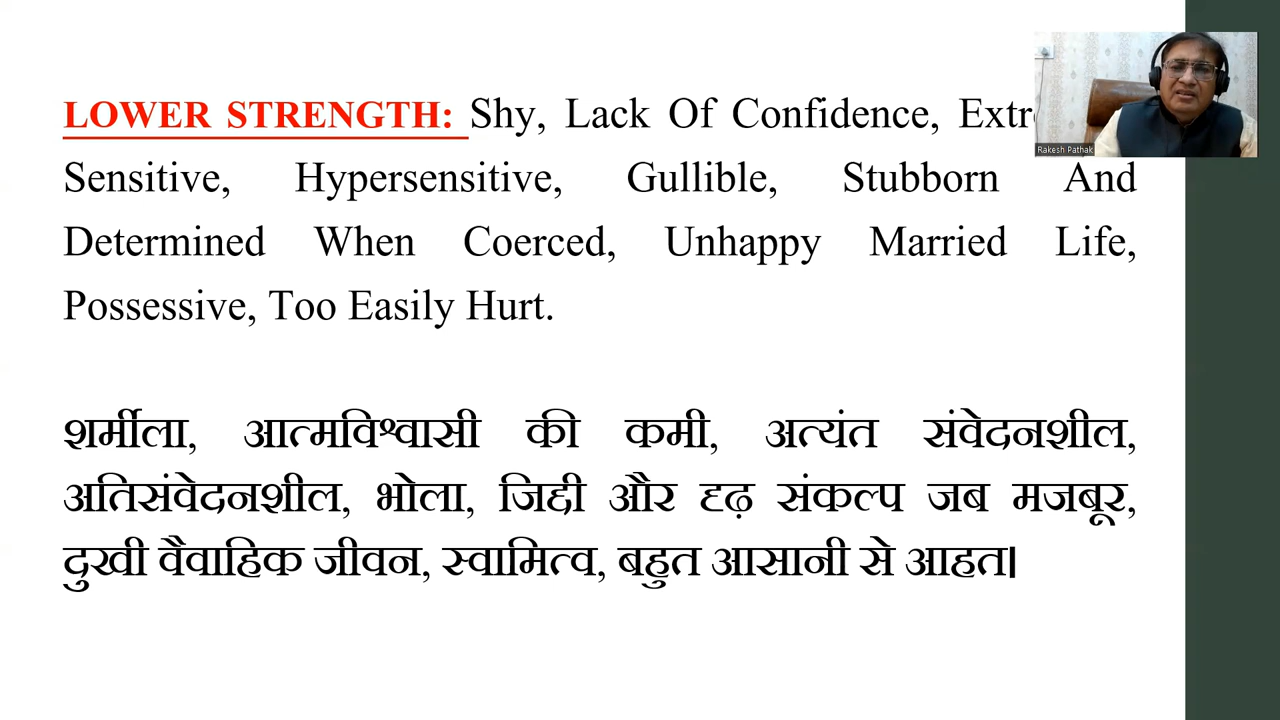 LOWER STRENGTH: Shy, Lack Of Confidence,
Sensitive, Hypersensitive, Gullible, Stubborn And
Determined When Coerced, Unhappy Married Life,
Possessive, Too Easily Hurt.
शर्मीला, आत्मविश्वासी की कमी, अत्यंत संवेदनशील,
अतिसंवेदनशील, भोला, जिद्दी और दृढ़ संकल्प जब मजबूर,
दुखी वैवाहिक जीवन, स्वामित्व, बहुत आसानी से आहत।
Rakesh Pathak